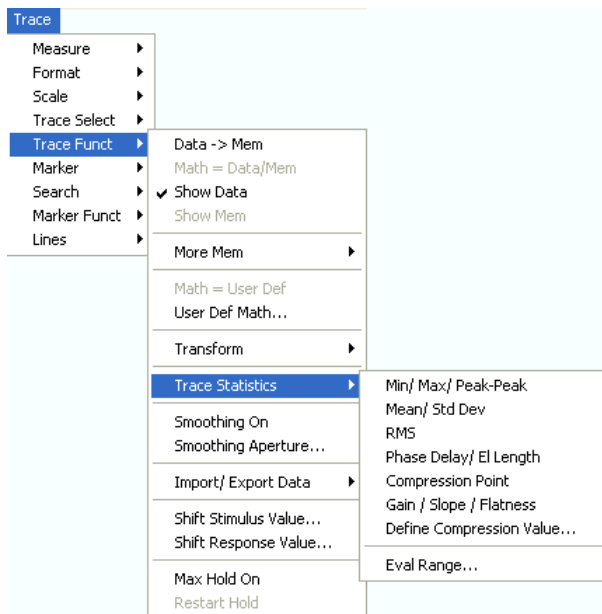 Trace
Measure
Format
Scale
Trace Select
Trace Funct
Marker
Search
Marker Funct
Lines
Data -> Mem
Math = Data/Mem
Show Data
Show Mem
More Mem
Math = User Def
User Def Math...
Transform
Trace Statistics
Smoothing On
Smoothing Aperture...
Import/ Export Data
Shift Stimulus Value...
Shift Response Value...
Max Hold On
Restart Hold
Min/ Max/ Peak-Peak
Mean/ Std Dev
RMS
Phase Delay/ El Length
Compression Point
Gain / Slope / Flatness
Define Compression Value...
Eval Range...